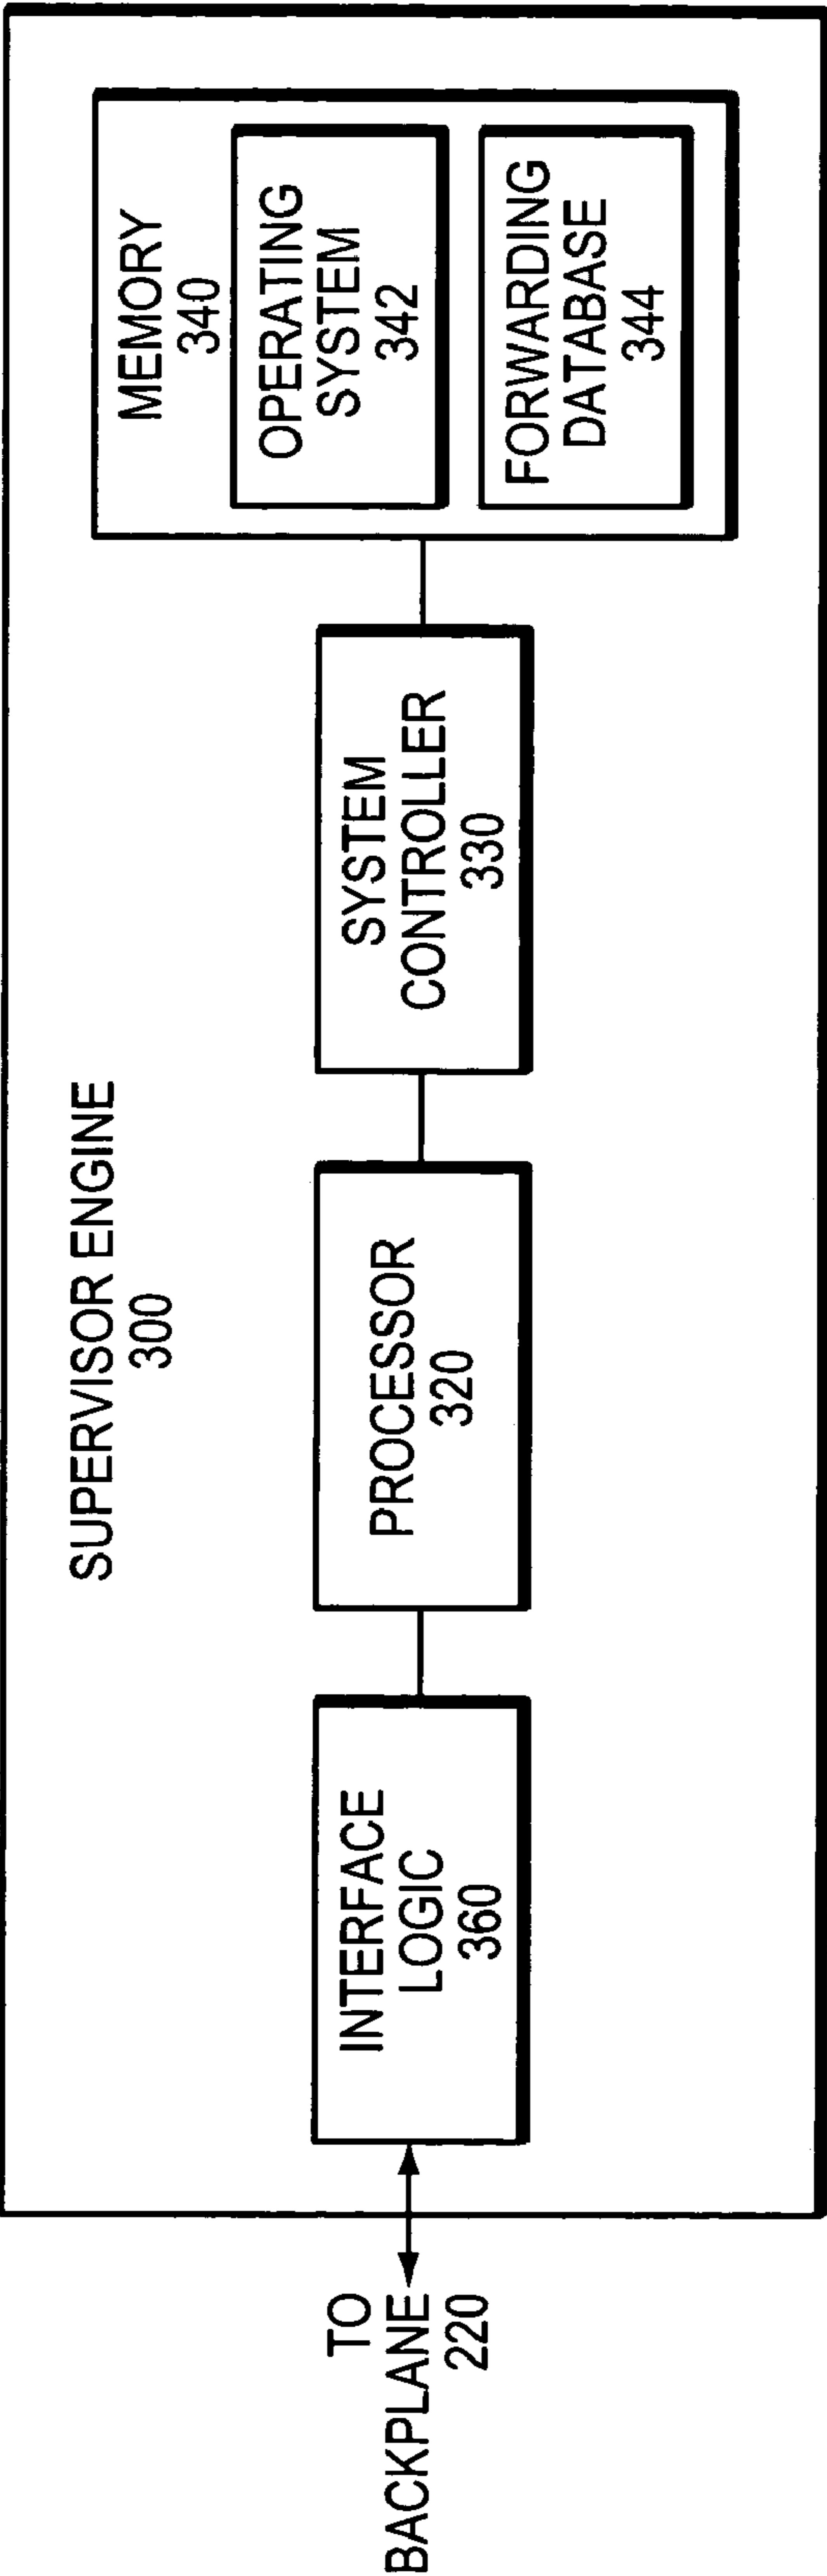 SUPERVISOR ENGINE
300
TO
BACKPLANE
220
INTERFACE
LOGIC
360
PROCESSOR
320
SYSTEM
CONTROLLER
330
MEMORY
340
OPERATING
SYSTEM
342
FORWARDING
DATABASE
344